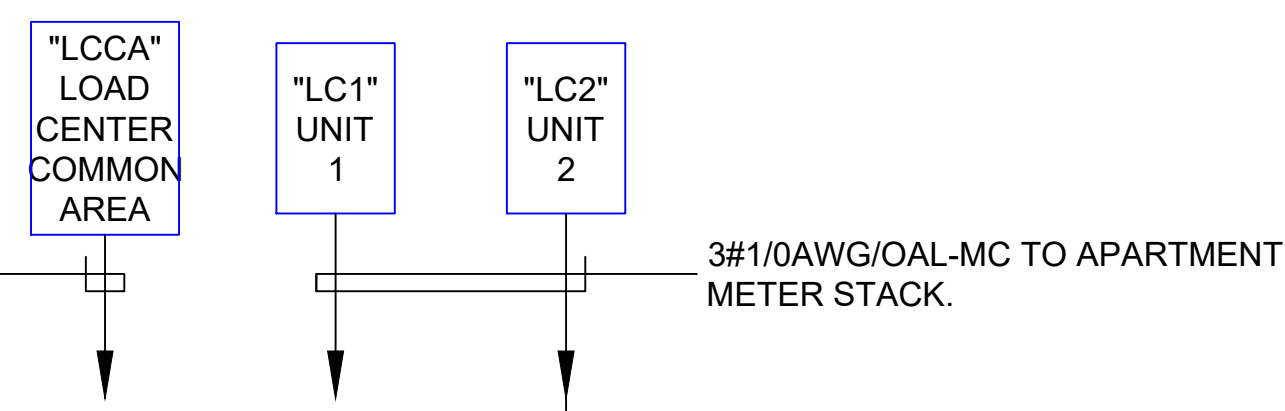 "LCCA"
LOAD
CENTER
COMMON
AREA
"LC1"
UNIT
1
"LC2"
UNIT
2
3#1/0AWG/OAL-MC TO APARTMENT
METER STACK.